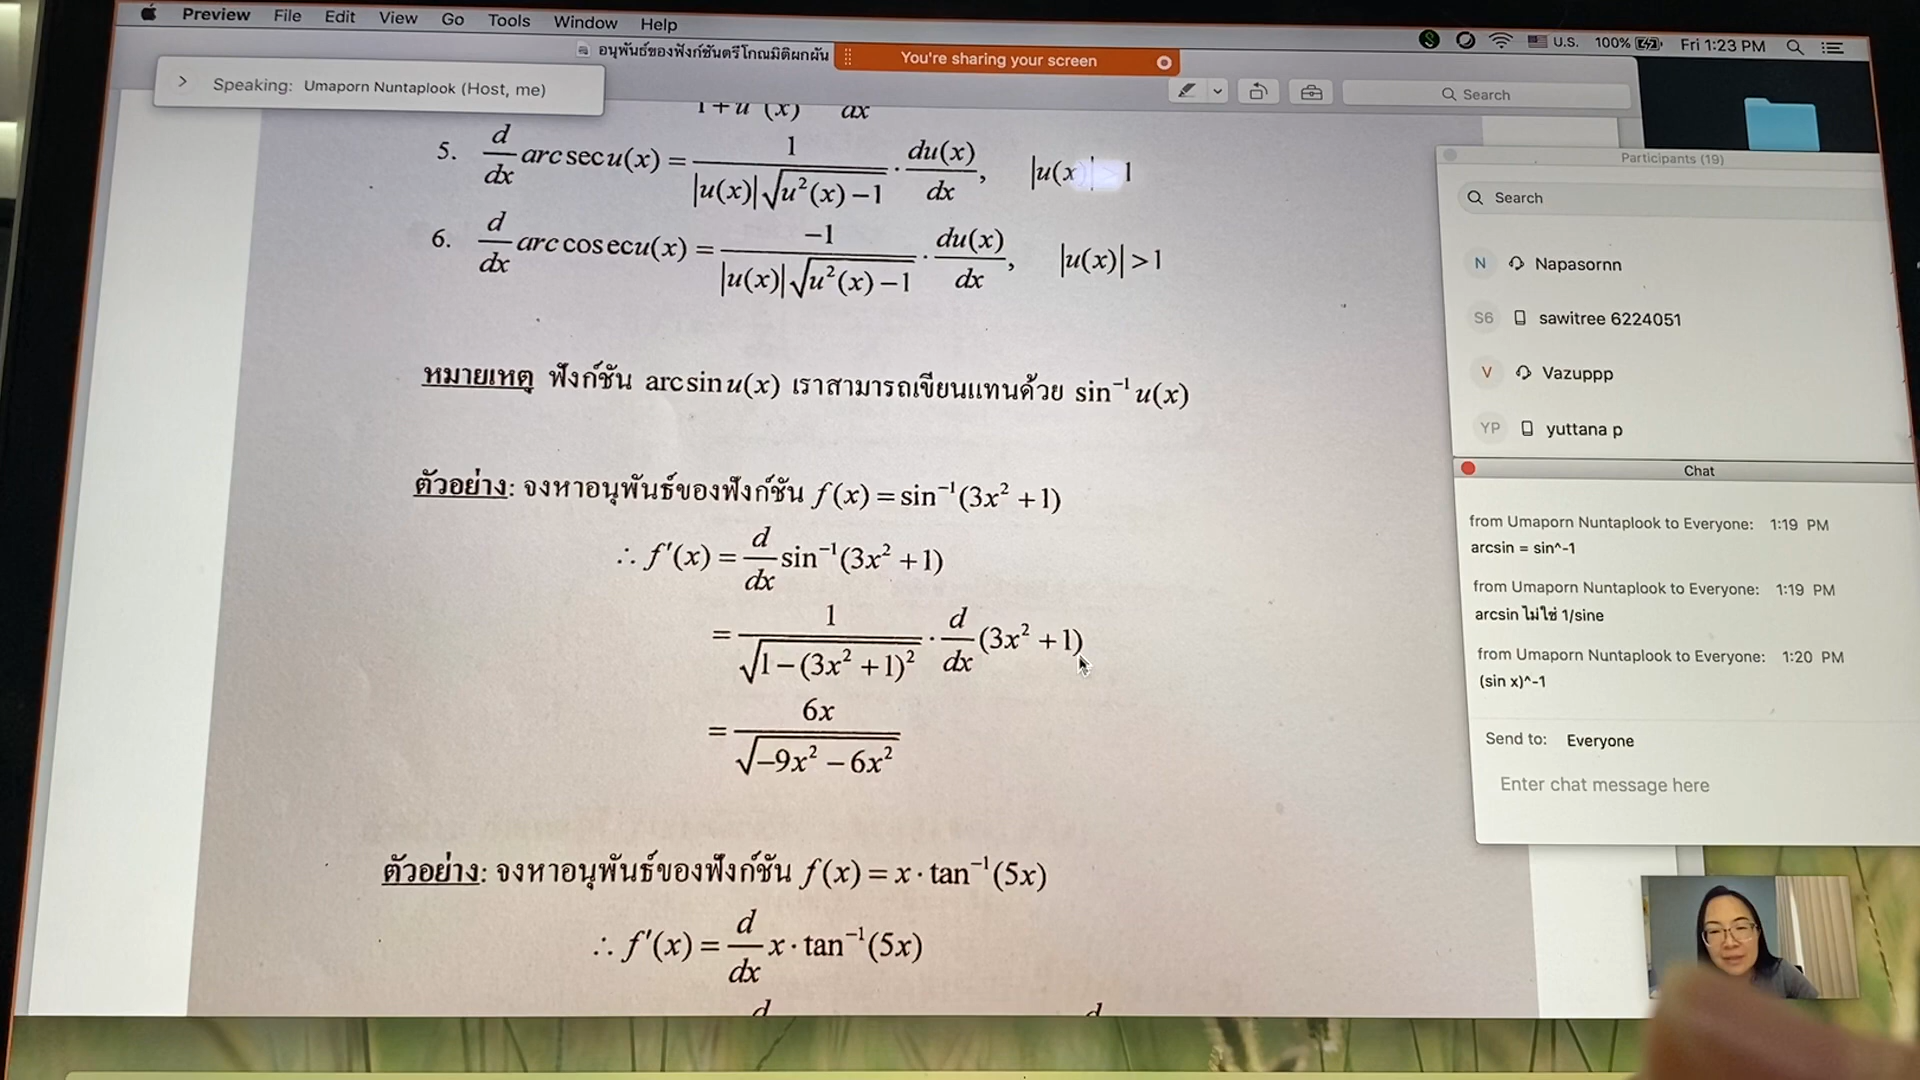 Preview File Edit View Go Tools Window Help
U.S. 100% Fri 1:23 PM
อนุพันธ์ของฟังก์ชันตรีโกณมิติผกผัน
You're sharing your screen
Speaking: Umaporn Nuntaplook (Host, me)
Search
1+u (x) dx
5. d/dx arcsec u(x) = 1/(|u(x)|√(u²(x)−1)) · du(x)/dx, |u(x)| > 1
6. d/dx arc cosec u(x) = −1/(|u(x)|√(u²(x)−1)) · du(x)/dx, |u(x)| > 1
หมายเหตุ ฟังก์ชัน arcsin u(x) เราสามารถเขียนแทนด้วย sin⁻¹ u(x)
ตัวอย่าง: จงหาอนุพันธ์ของฟังก์ชัน f(x) = sin⁻¹(3x² + 1)
∴ f′(x) = d/dx sin⁻¹(3x² + 1)
= 1/√(1−(3x² + 1)²) · d/dx (3x² + 1)
= 6x/√(−9x² − 6x²)
ตัวอย่าง: จงหาอนุพันธ์ของฟังก์ชัน f(x) = x · tan⁻¹(5x)
∴ f′(x) = d/dx x · tan⁻¹(5x)
d d
Participants (19)
Search
N Napasornn
S6 sawitree 6224051
V Vazuppp
YP yuttana p
Chat
from Umaporn Nuntaplook to Everyone: 1:19 PM
arcsin = sin^-1
from Umaporn Nuntaplook to Everyone: 1:19 PM
arcsin ไม่ใช่ 1/sine
from Umaporn Nuntaplook to Everyone: 1:20 PM
(sin x)^-1
Send to: Everyone
Enter chat message here